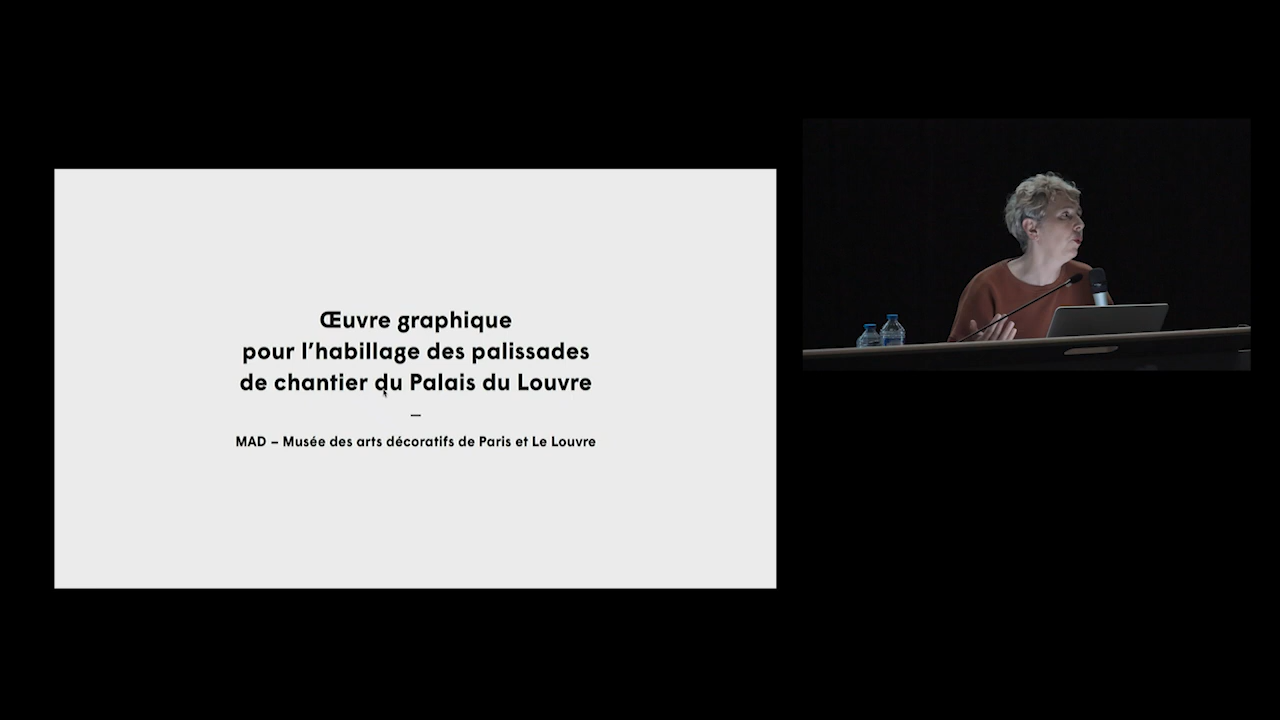 Œuvre graphique
pour l’habillage des palissades
de chantier du Palais du Louvre
–
MAD – Musée des arts décoratifs de Paris et Le Louvre